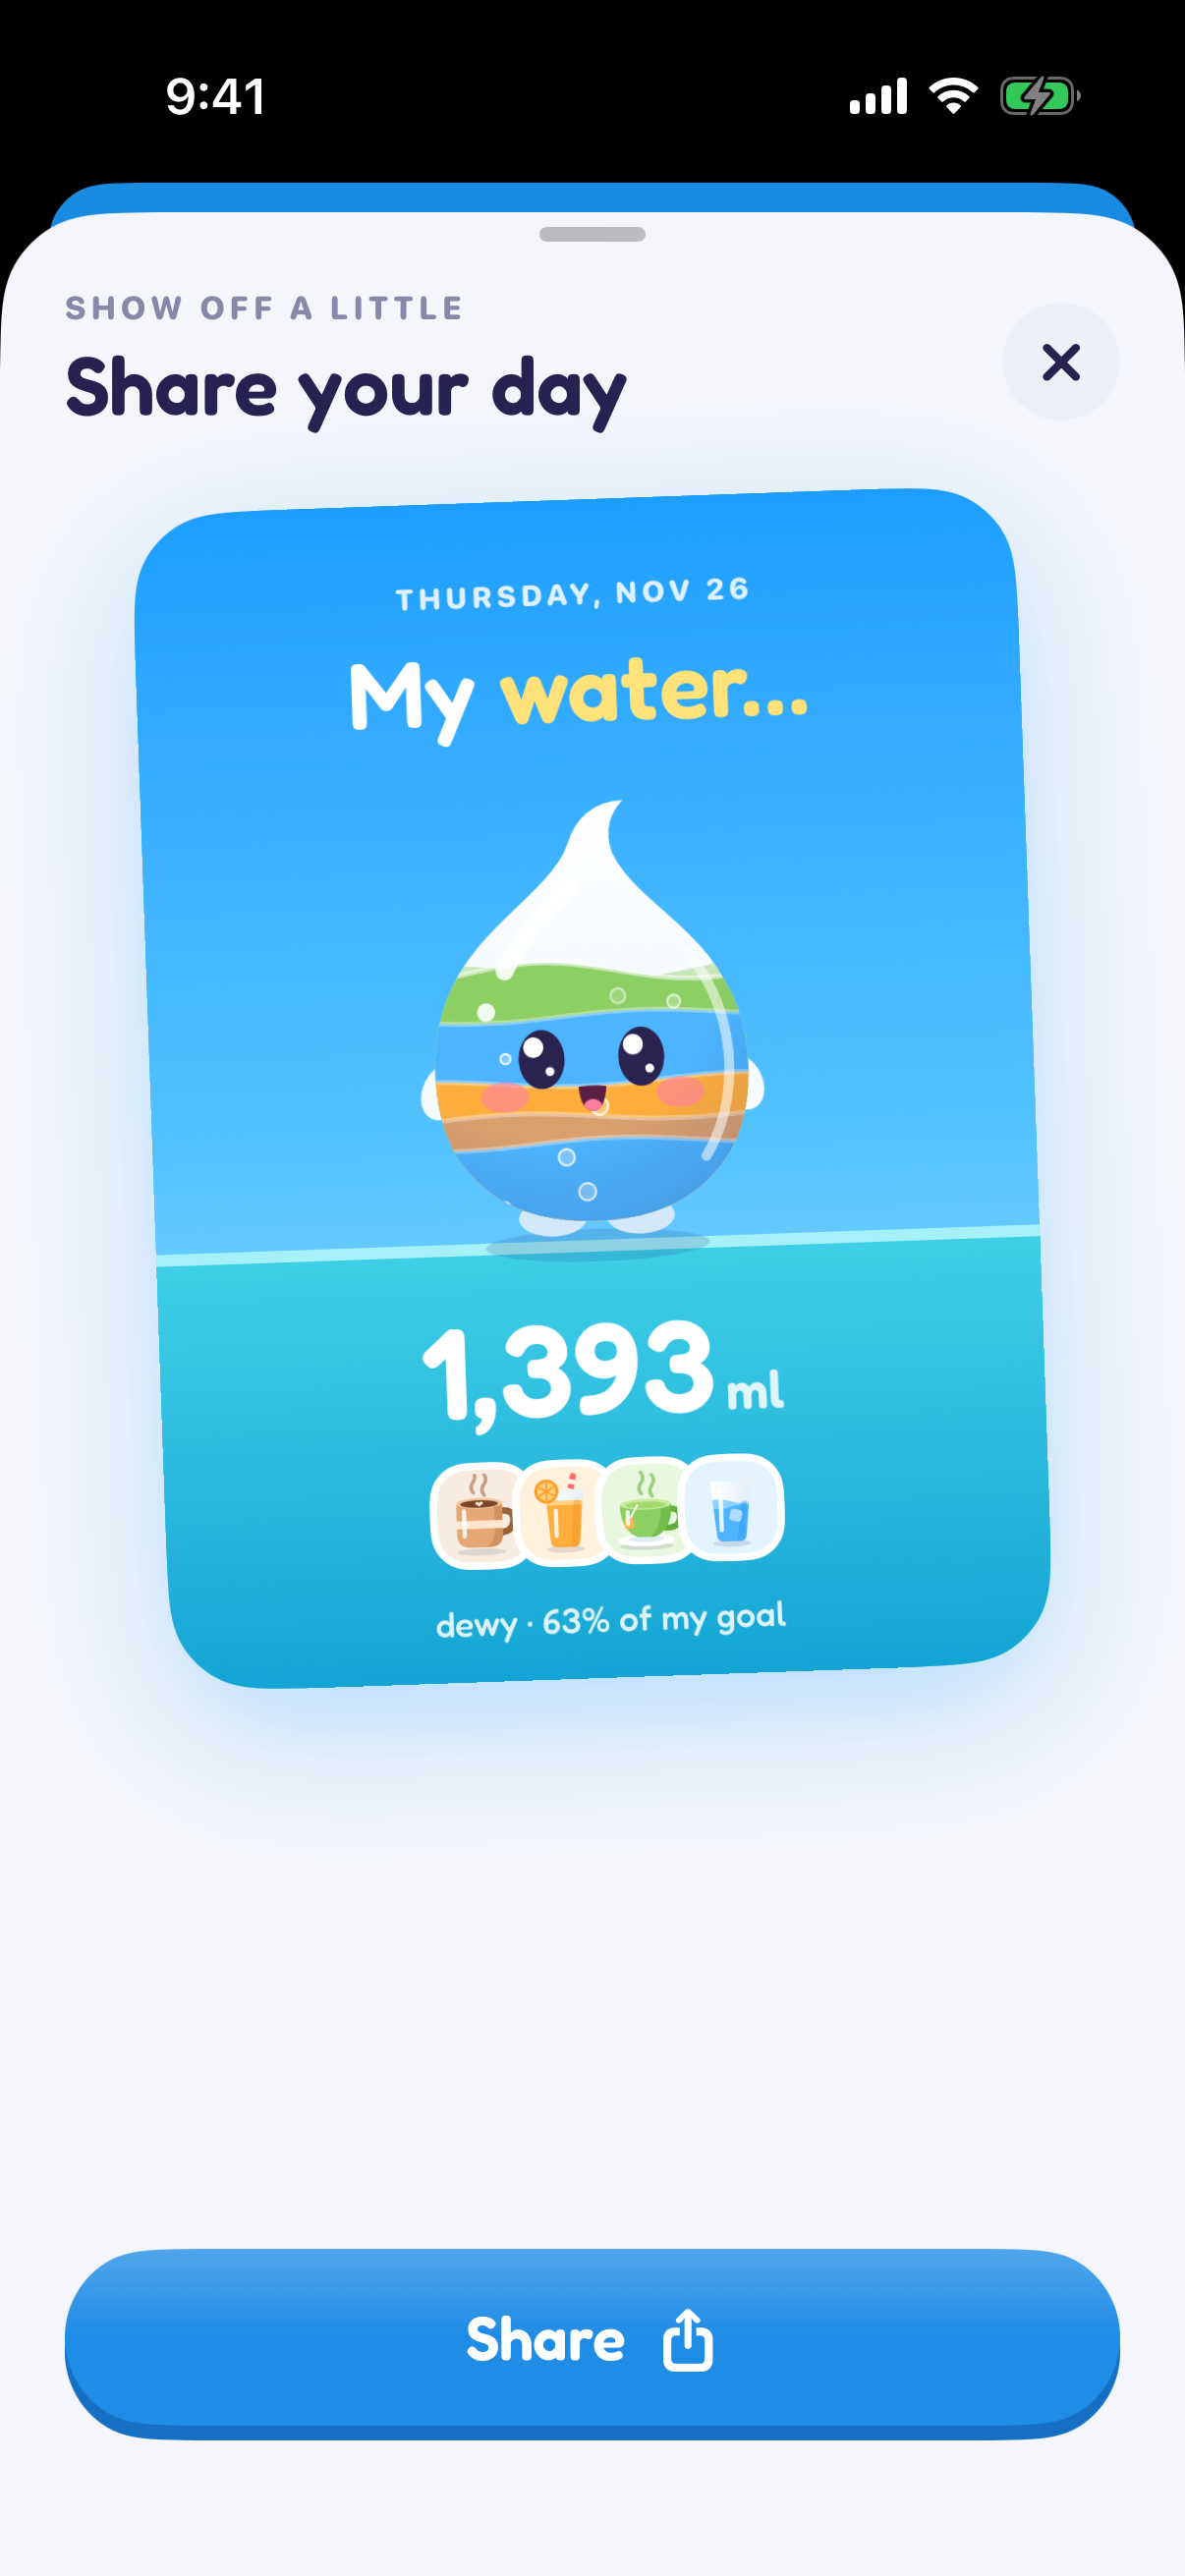 9:41
SHOW OFF A LITTLE
Share your day
THURSDAY, NOV 26
My water...
1,393 ml
dewy · 63% of my goal
Share